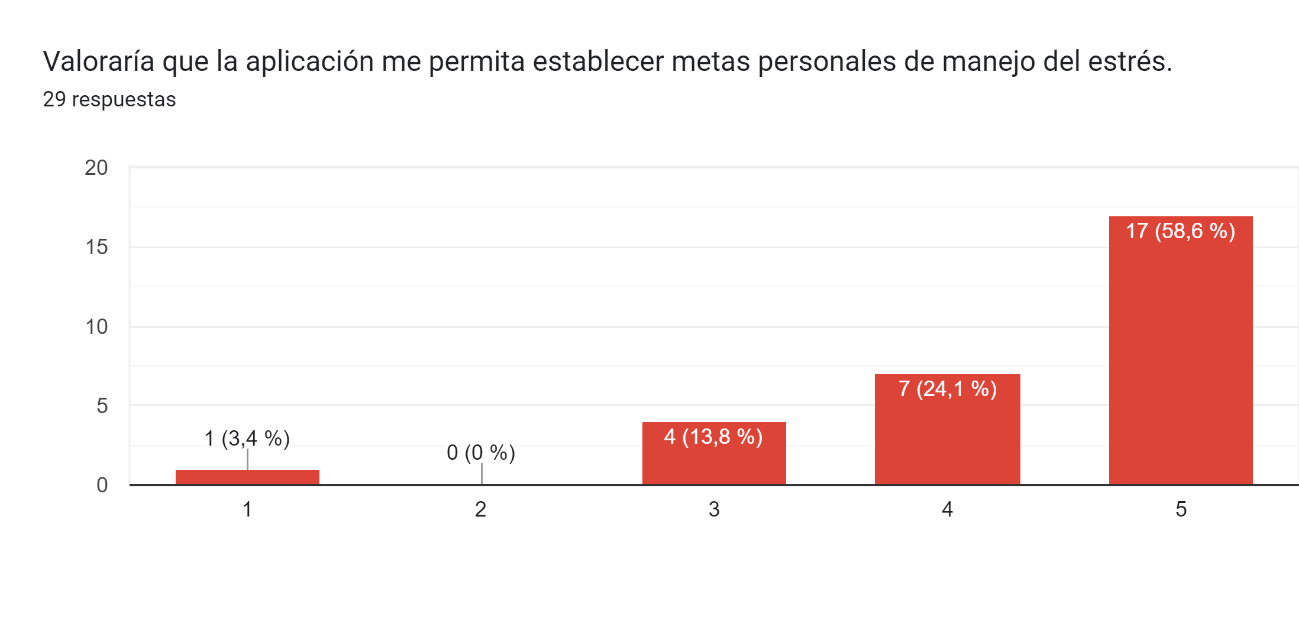 Valoraría que la aplicación me permita establecer metas personales de manejo del estrés.
29 respuestas
20
15
10
5
0
1 (3,4 %)
0 (0 %)
4 (13,8 %)
7 (24,1 %)
17 (58,6 %)
1
2
3
4
5